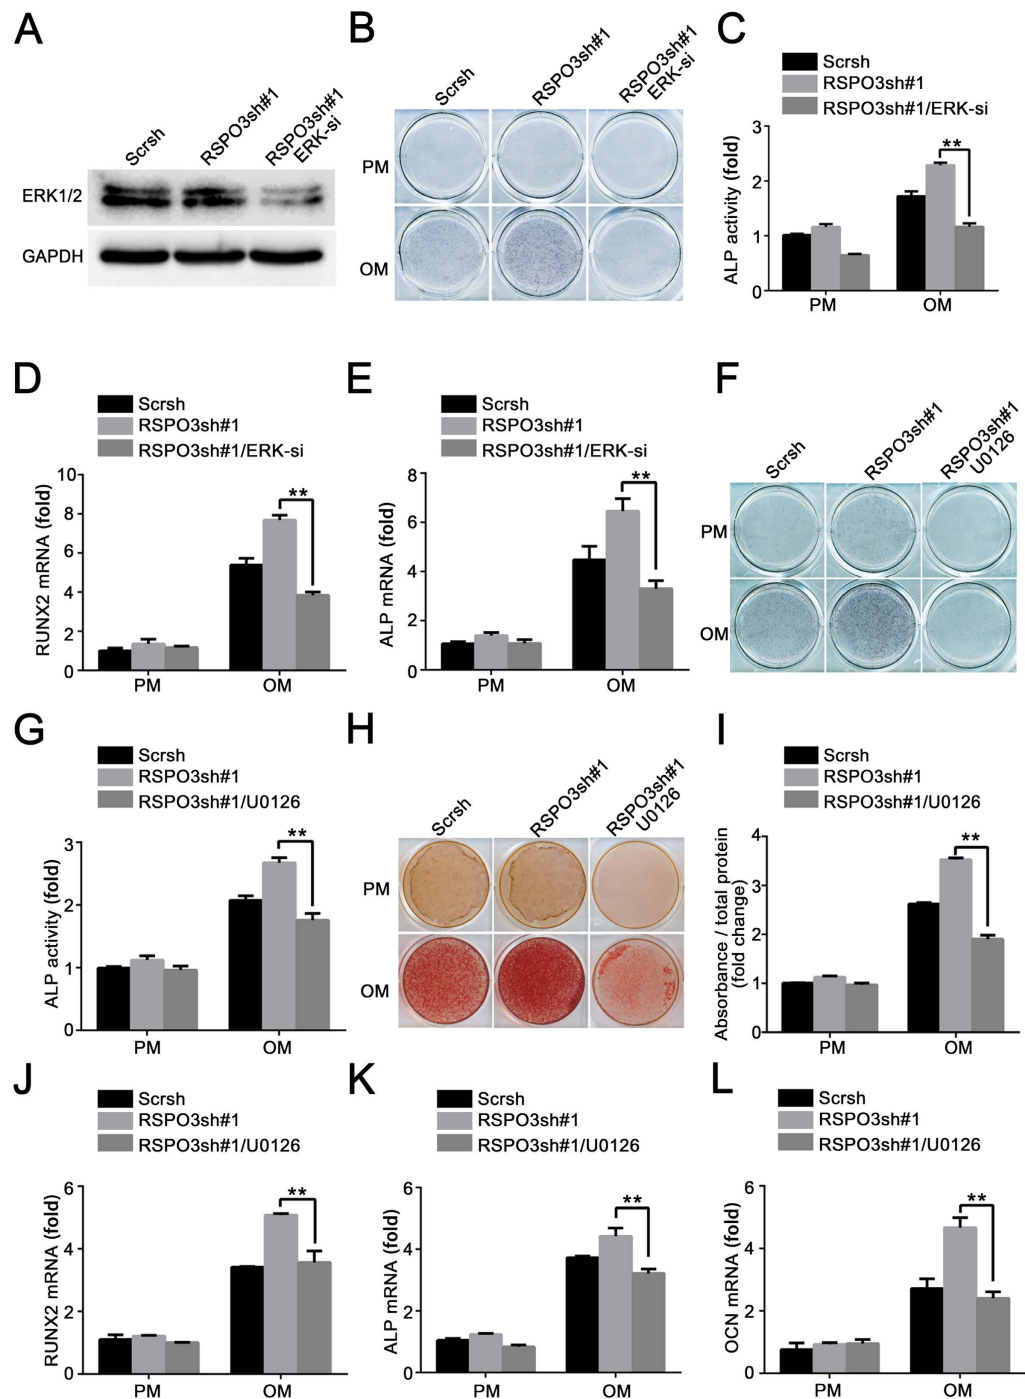 A
Scrsh
RSPO3sh#1
RSPO3sh#1
ERK-si
ERK1/2
GAPDH
B
Scrsh
RSPO3sh#1
RSPO3sh#1
ERK-si
PM
OM
C
Scrsh
RSPO3sh#1
RSPO3sh#1/ERK-si
ALP activity (fold)
3
2
1
0
**
PM
OM
D
Scrsh
RSPO3sh#1
RSPO3sh#1/ERK-si
RUNX2 mRNA (fold)
10
8
6
4
2
0
**
PM
OM
E
Scrsh
RSPO3sh#1
RSPO3sh#1/ERK-si
ALP mRNA (fold)
8
6
4
2
0
**
PM
OM
F
Scrsh
RSPO3sh#1
RSPO3sh#1
U0126
PM
OM
G
Scrsh
RSPO3sh#1
RSPO3sh#1/U0126
ALP activity (fold)
3
2
1
0
**
PM
OM
H
Scrsh
RSPO3sh#1
RSPO3sh#1
U0126
PM
OM
I
Scrsh
RSPO3sh#1
RSPO3sh#1/U0126
Absorbance / total protein
(fold change)
4
3
2
1
0
**
PM
OM
J
Scrsh
RSPO3sh#1
RSPO3sh#1/U0126
RUNX2 mRNA (fold)
6
4
2
0
**
PM
OM
K
Scrsh
RSPO3sh#1
RSPO3sh#1/U0126
ALP mRNA (fold)
6
4
2
0
**
PM
OM
L
Scrsh
RSPO3sh#1
RSPO3sh#1/U0126
OCN mRNA (fold)
6
4
2
0
**
PM
OM